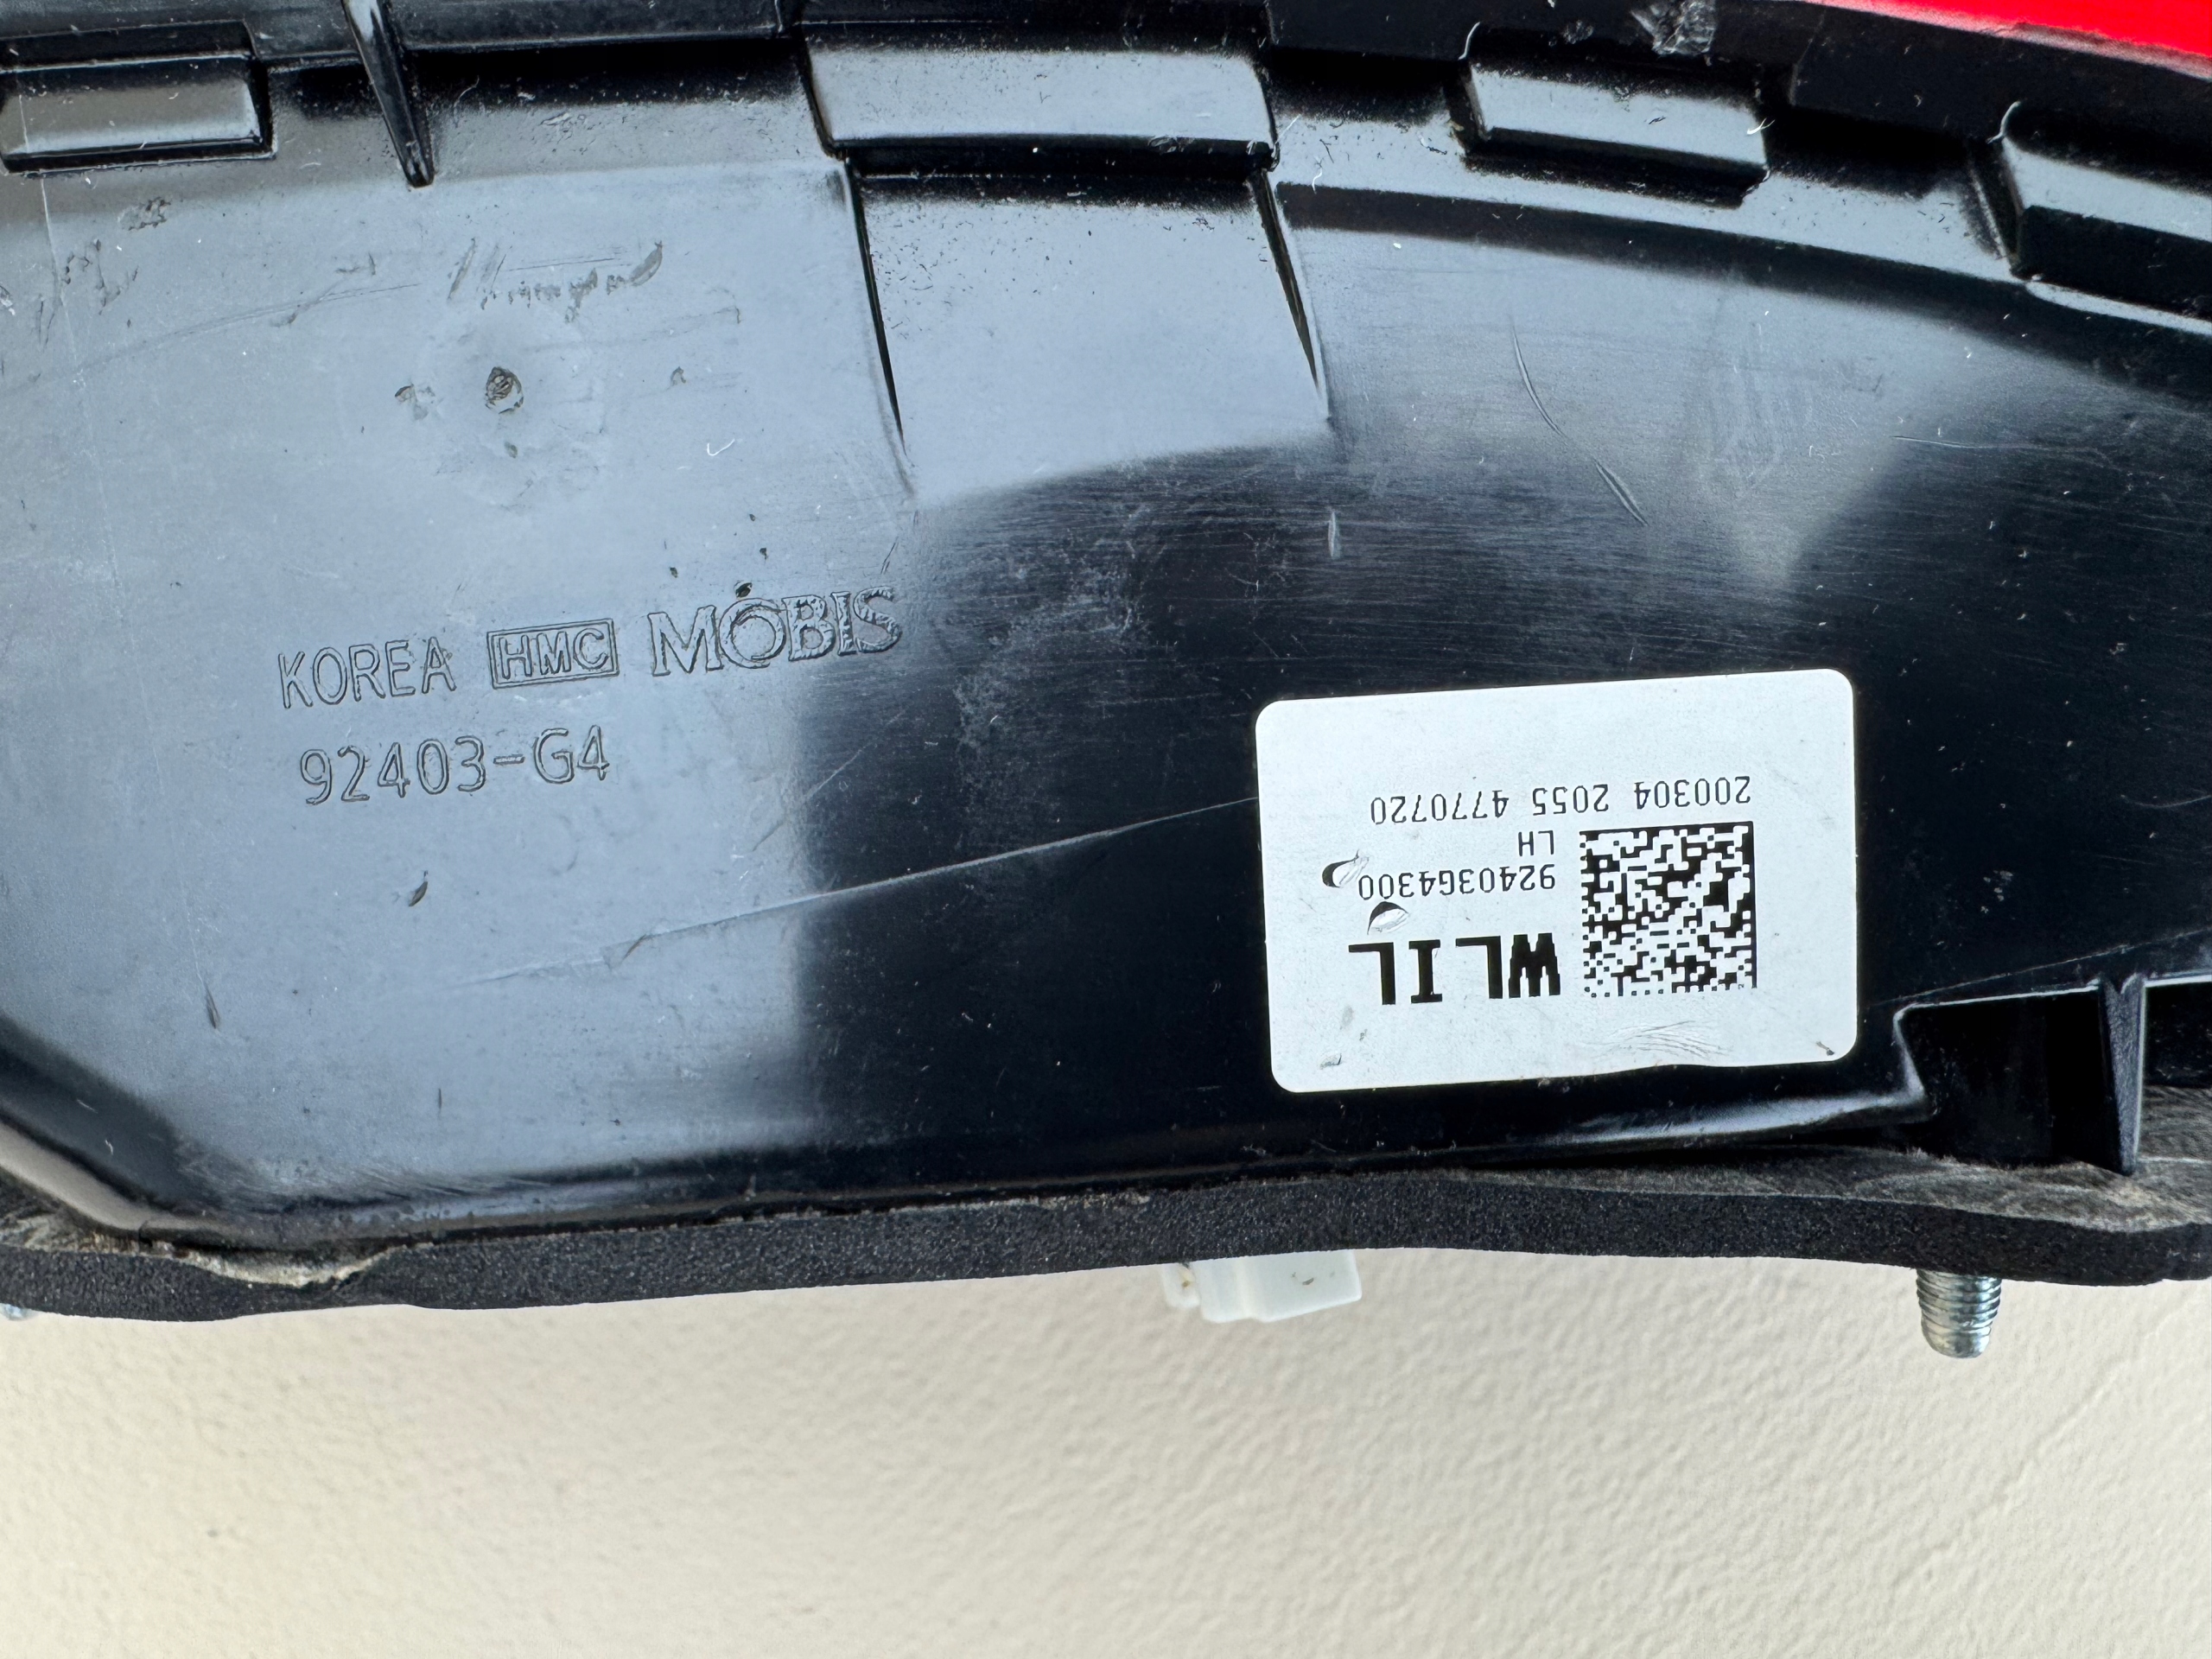 KOREA HMC MOBIS
92403-G4
WLIL
92403G4300
LH
200304 2055 4770720